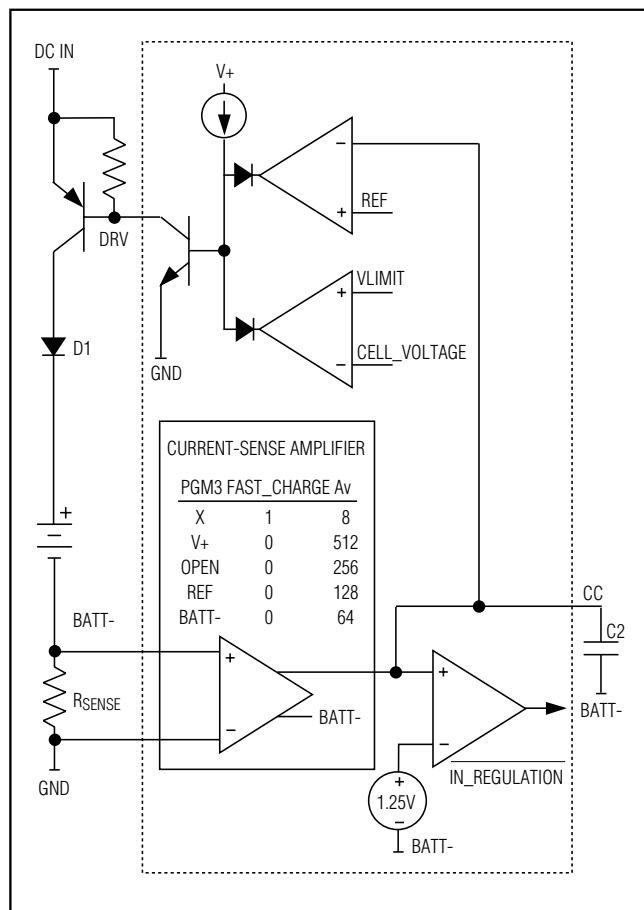 DC IN
V+
−
REF
+
DRV
VLIMIT
+
D1
−
CELL_VOLTAGE
GND
CURRENT-SENSE AMPLIFIER
PGM3 FAST_CHARGE Av
X 1 8
V+ 0 512
OPEN 0 256
REF 0 128
BATT- 0 64
+
−
CC
C2
BATT-
+
+
RSENSE
BATT-
BATT-
−
−
IN_REGULATION
GND
+
1.25V
−
BATT-